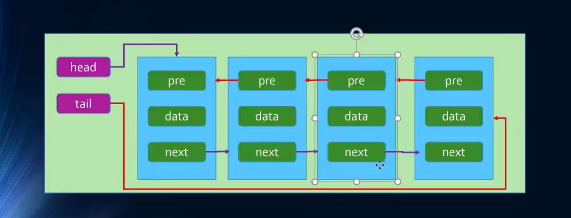 head
tail
pre pre pre pre
data data data data
next next next next